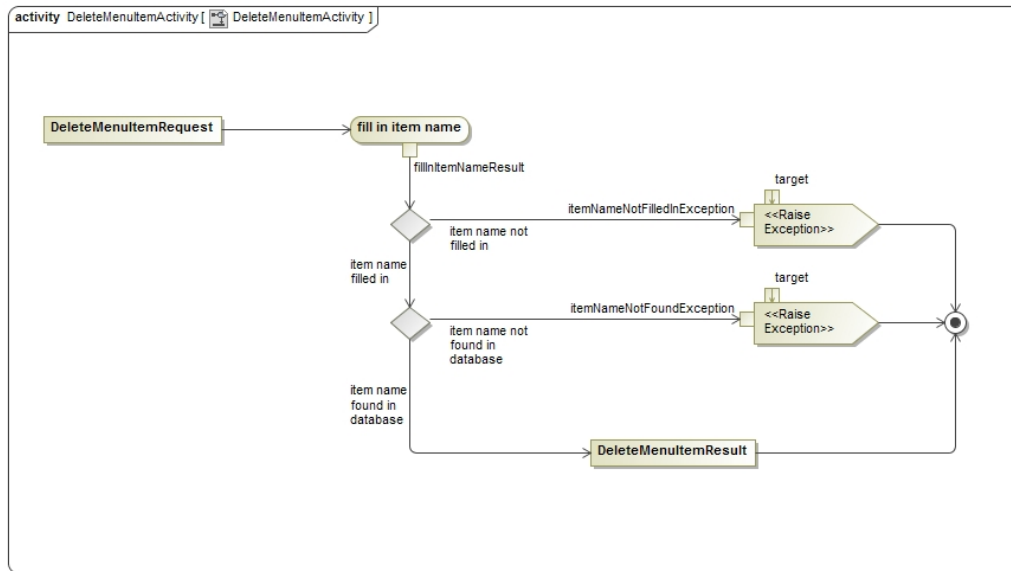 activity DeleteMenuItemActivity [ DeleteMenuItemActivity ]
DeleteMenuItemRequest
fill in item name
fillInItemNameResult
target
itemNameNotFilledInException
<<Raise
Exception>>
item name not
filled in
item name
filled in
target
itemNameNotFoundException
<<Raise
Exception>>
item name not
found in
database
item name
found in
database
DeleteMenuItemResult